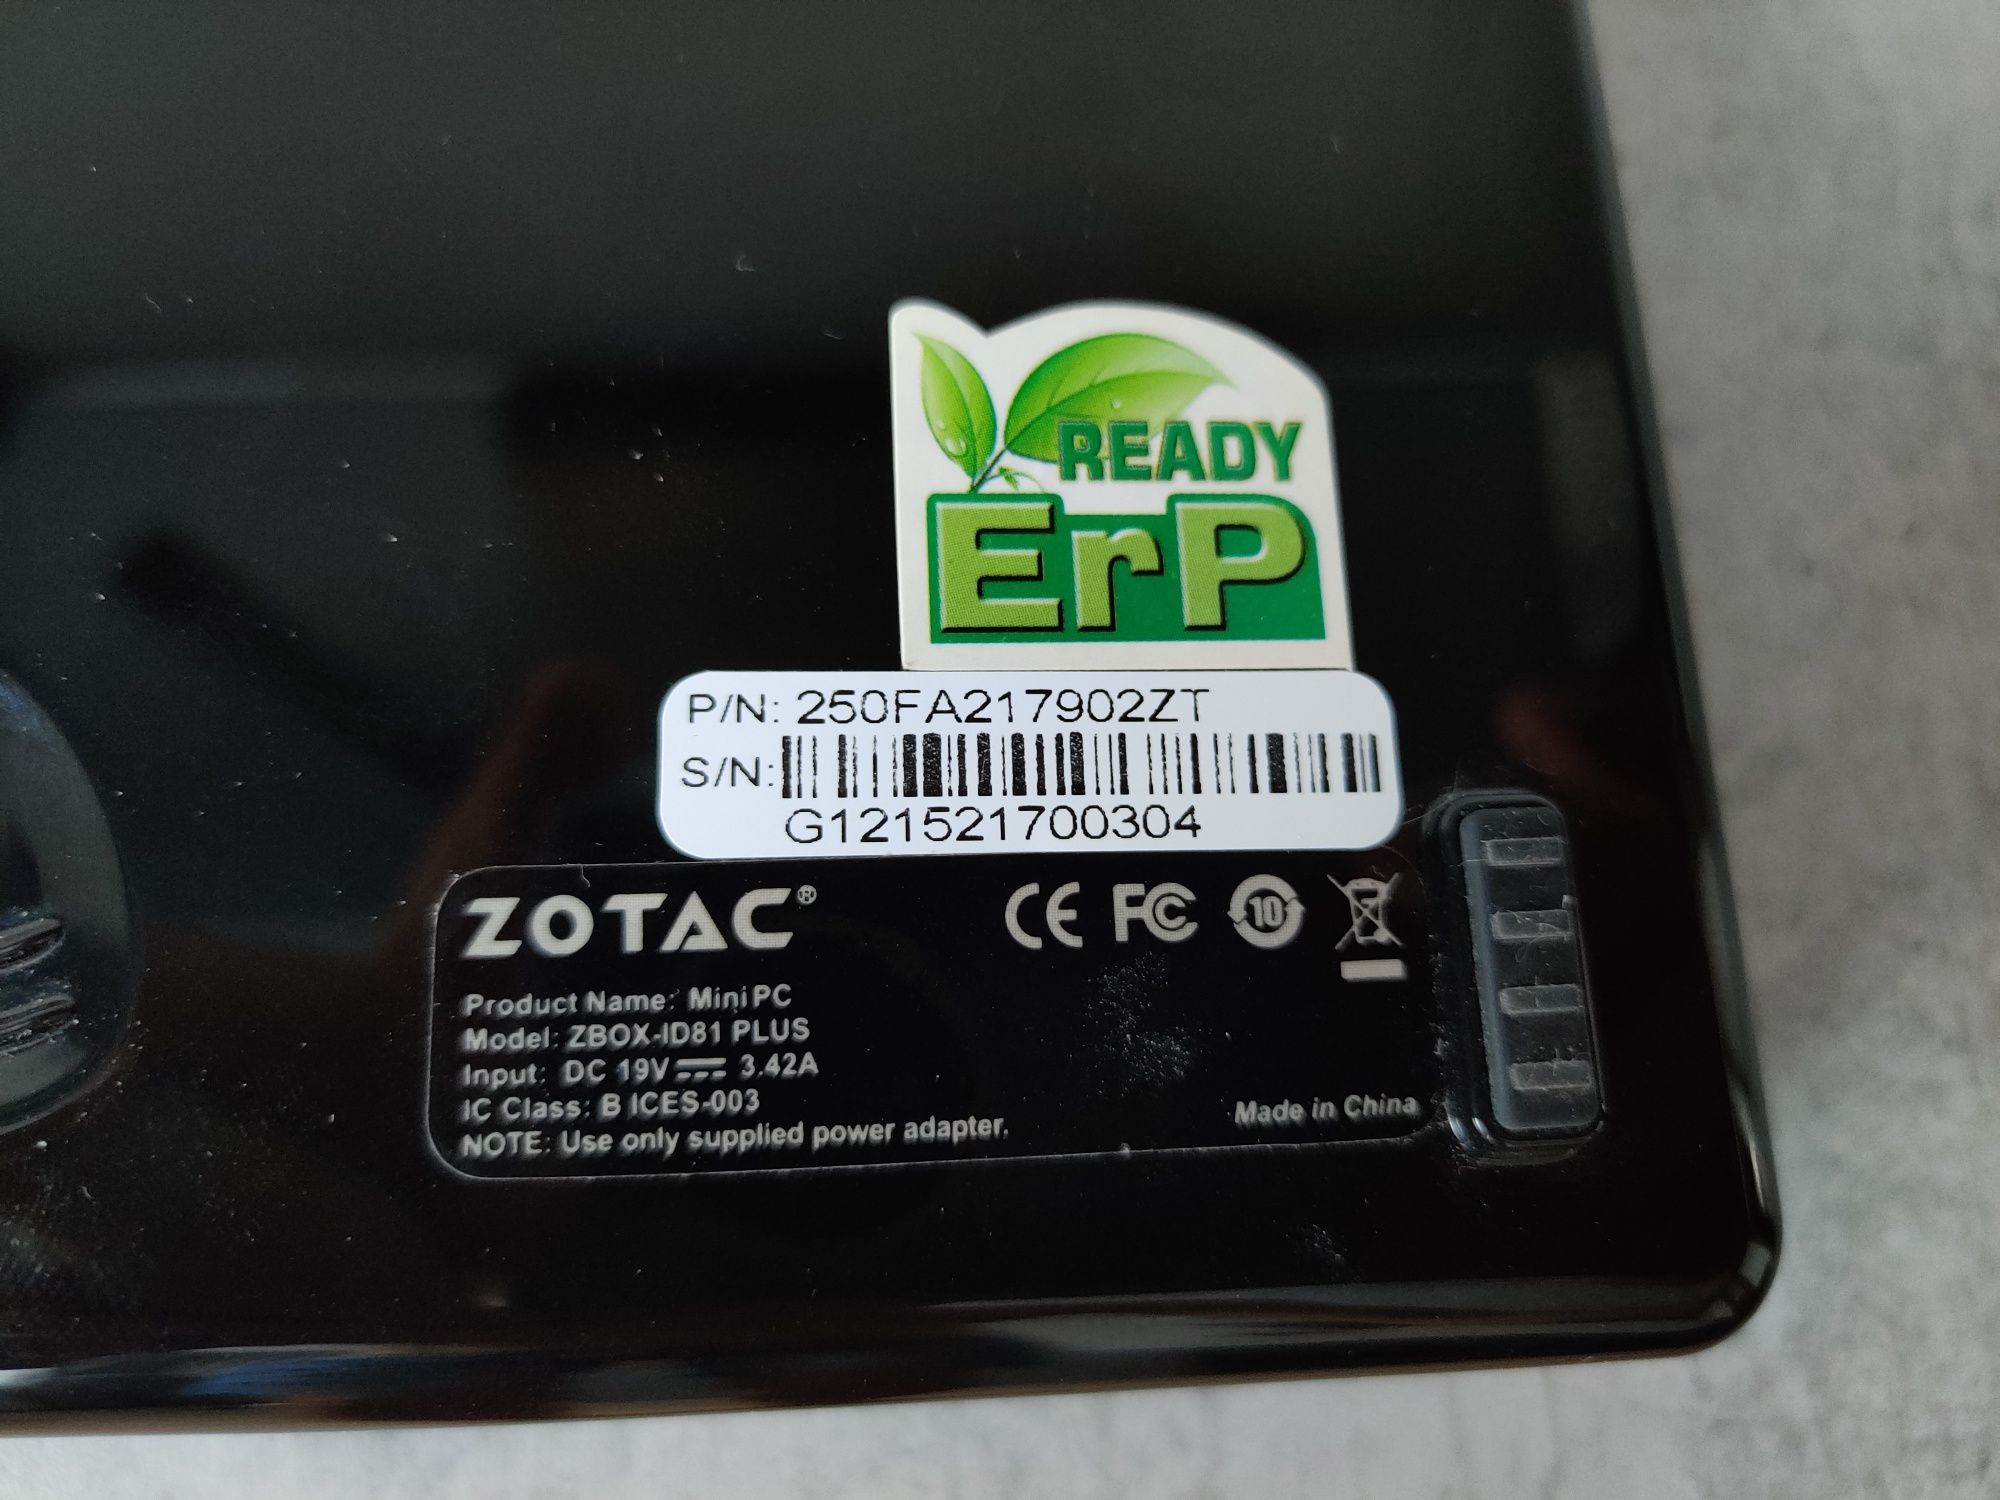 READY
ErP
P/N: 250FA217902ZT
S/N:
G121521700304
ZOTAC®
CE FC 10
Product Name: Mini PC
Model: ZBOX-ID81 PLUS
Input: DC 19V⎓ 3.42A
IC Class: B ICES-003
NOTE: Use only supplied power adapter.
Made in China